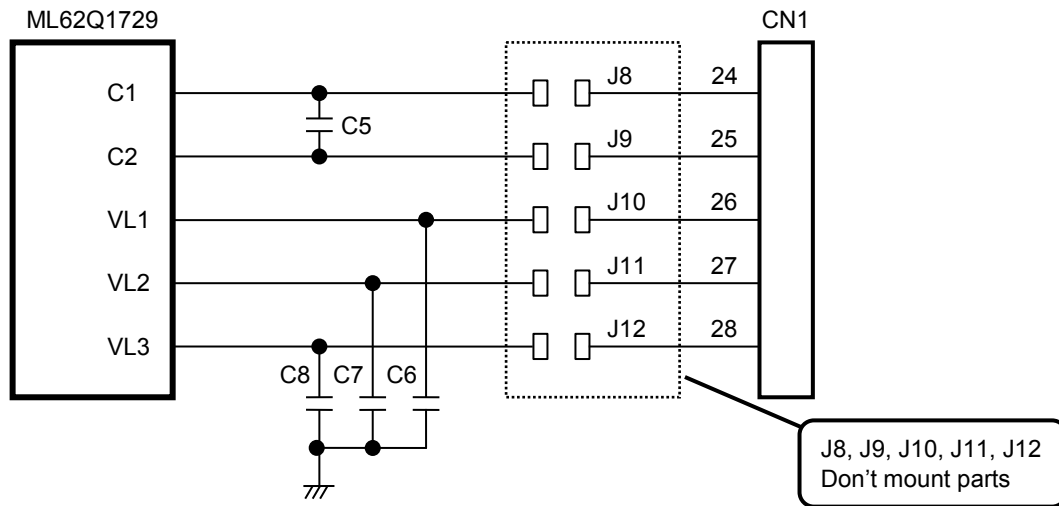 ML62Q1729
CN1
C1
J8
24
C5
C2
J9
25
VL1
J10
26
VL2
J11
27
VL3
J12
28
C8
C7
C6
J8, J9, J10, J11, J12
Don't mount parts